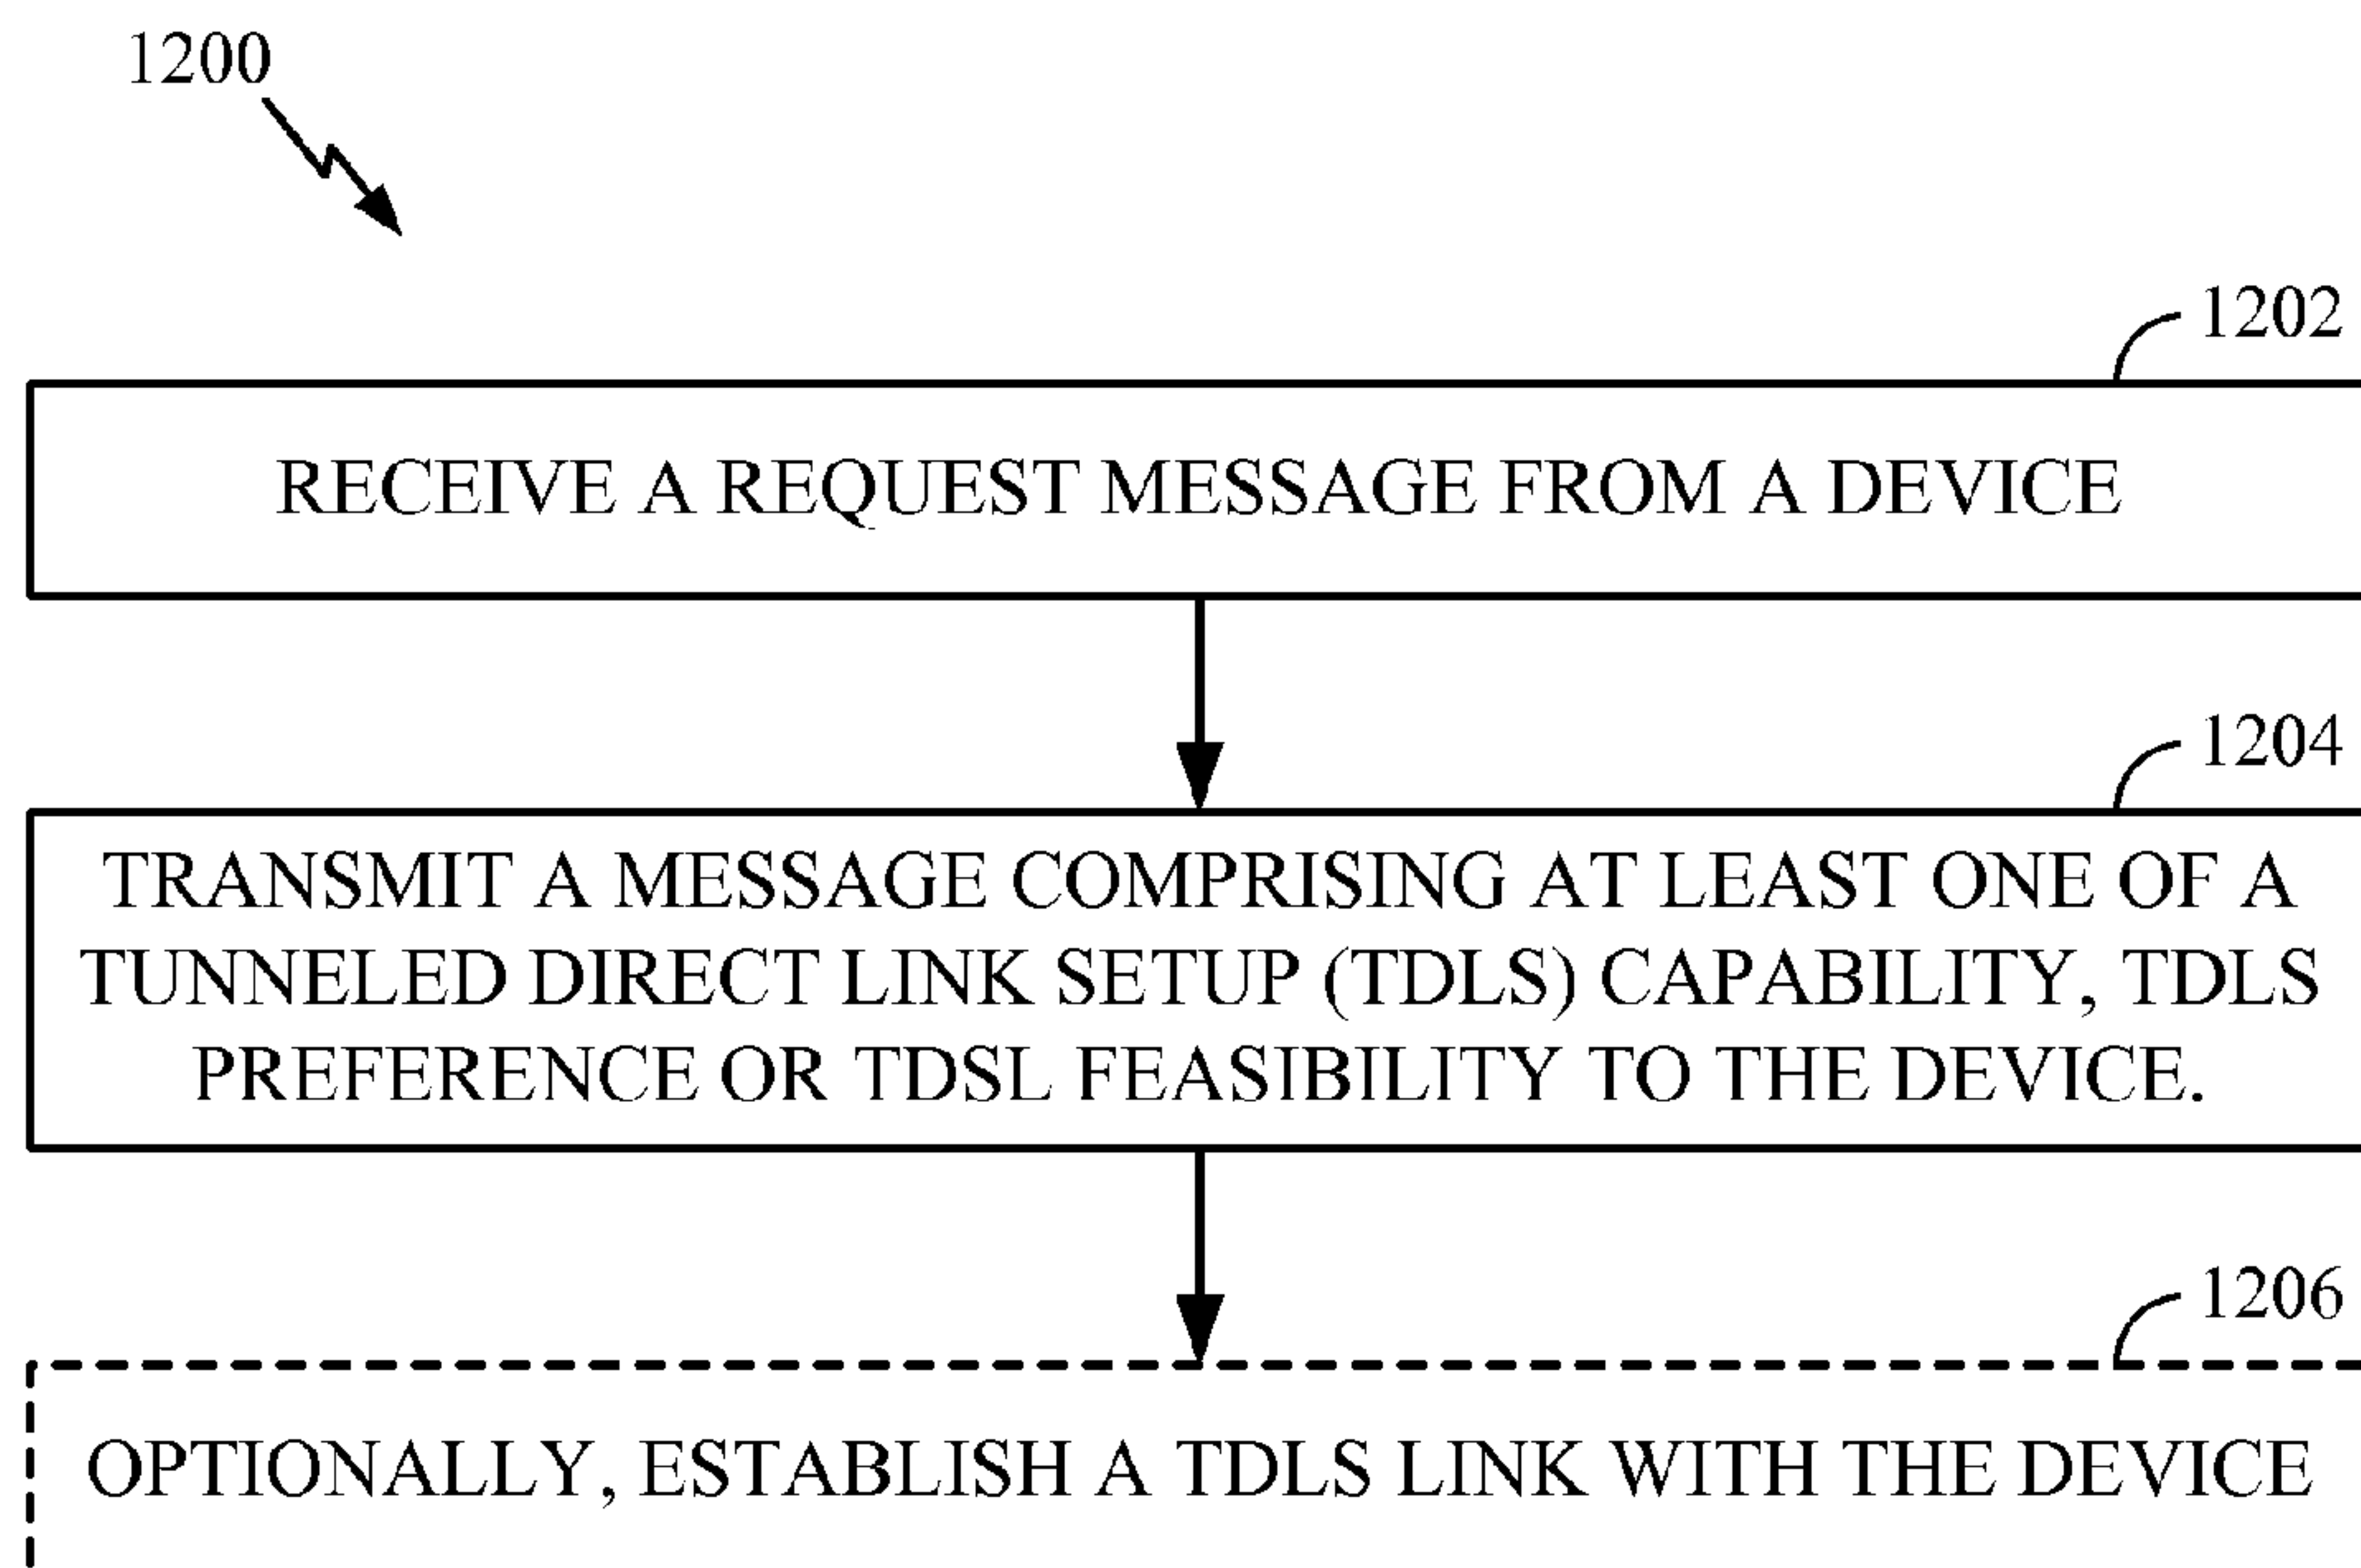 1200
1202
RECEIVE A REQUEST MESSAGE FROM A DEVICE
1204
TRANSMIT A MESSAGE COMPRISING AT LEAST ONE OF A
TUNNELED DIRECT LINK SETUP (TDLS) CAPABILITY, TDLS
PREFERENCE OR TDSL FEASIBILITY TO THE DEVICE.
1206
OPTIONALLY, ESTABLISH A TDLS LINK WITH THE DEVICE